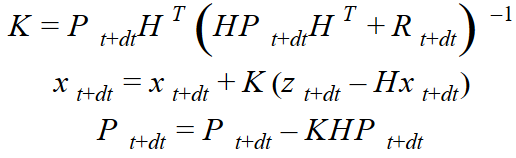 K = P t+dt H T ( HP t+dt H T + R t+dt ) −1
x t+dt = x t+dt + K ( z t+dt − Hx t+dt )
P t+dt = P t+dt − KHP t+dt